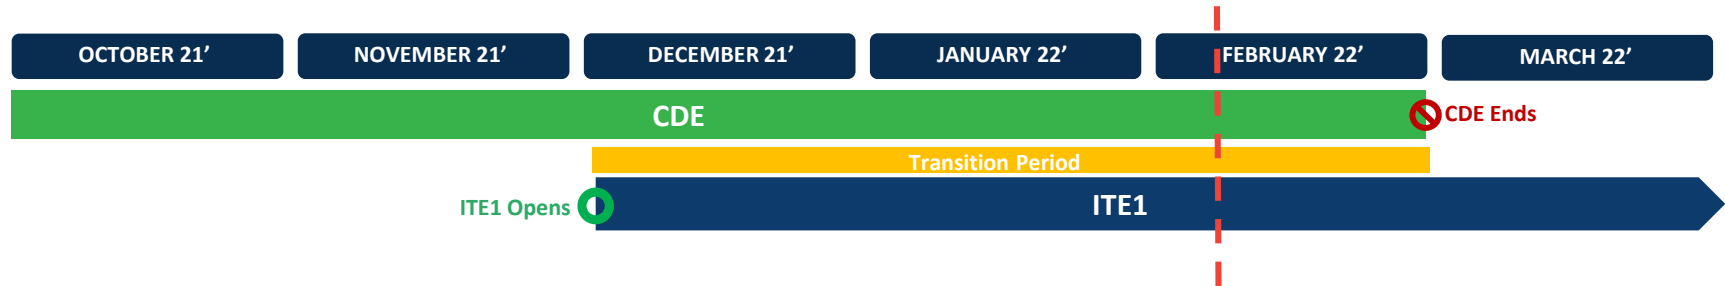 OCTOBER 21’
NOVEMBER 21’
DECEMBER 21’
JANUARY 22’
FEBRUARY 22’
MARCH 22’
CDE
CDE Ends
Transition Period
ITE1 Opens
ITE1